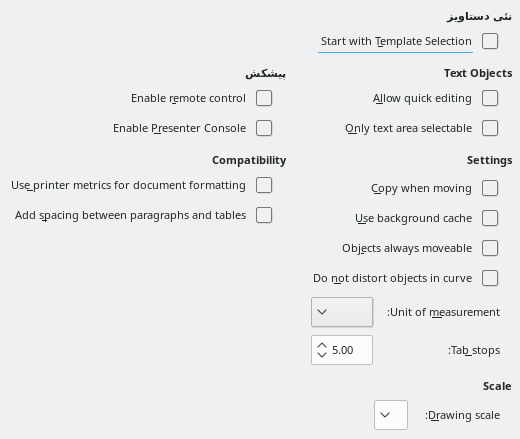 نئی دستاویز
Start with Template Selection
Text Objects
Allow quick editing
Only text area selectable
Settings
Copy when moving
Use background cache
Objects always moveable
Do not distort objects in curve
Unit of measurement:
Tab stops:
5.00
Scale
Drawing scale:
پیشکش
Enable remote control
Enable Presenter Console
Compatibility
Use printer metrics for document formatting
Add spacing between paragraphs and tables